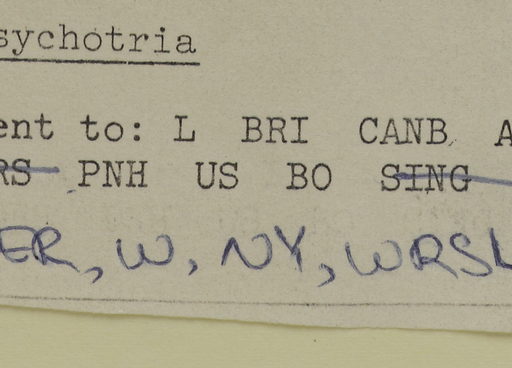 sychotria
ent to: L BRI CANB A
RS PNH US BO SING
ER, W, NY, WRSL